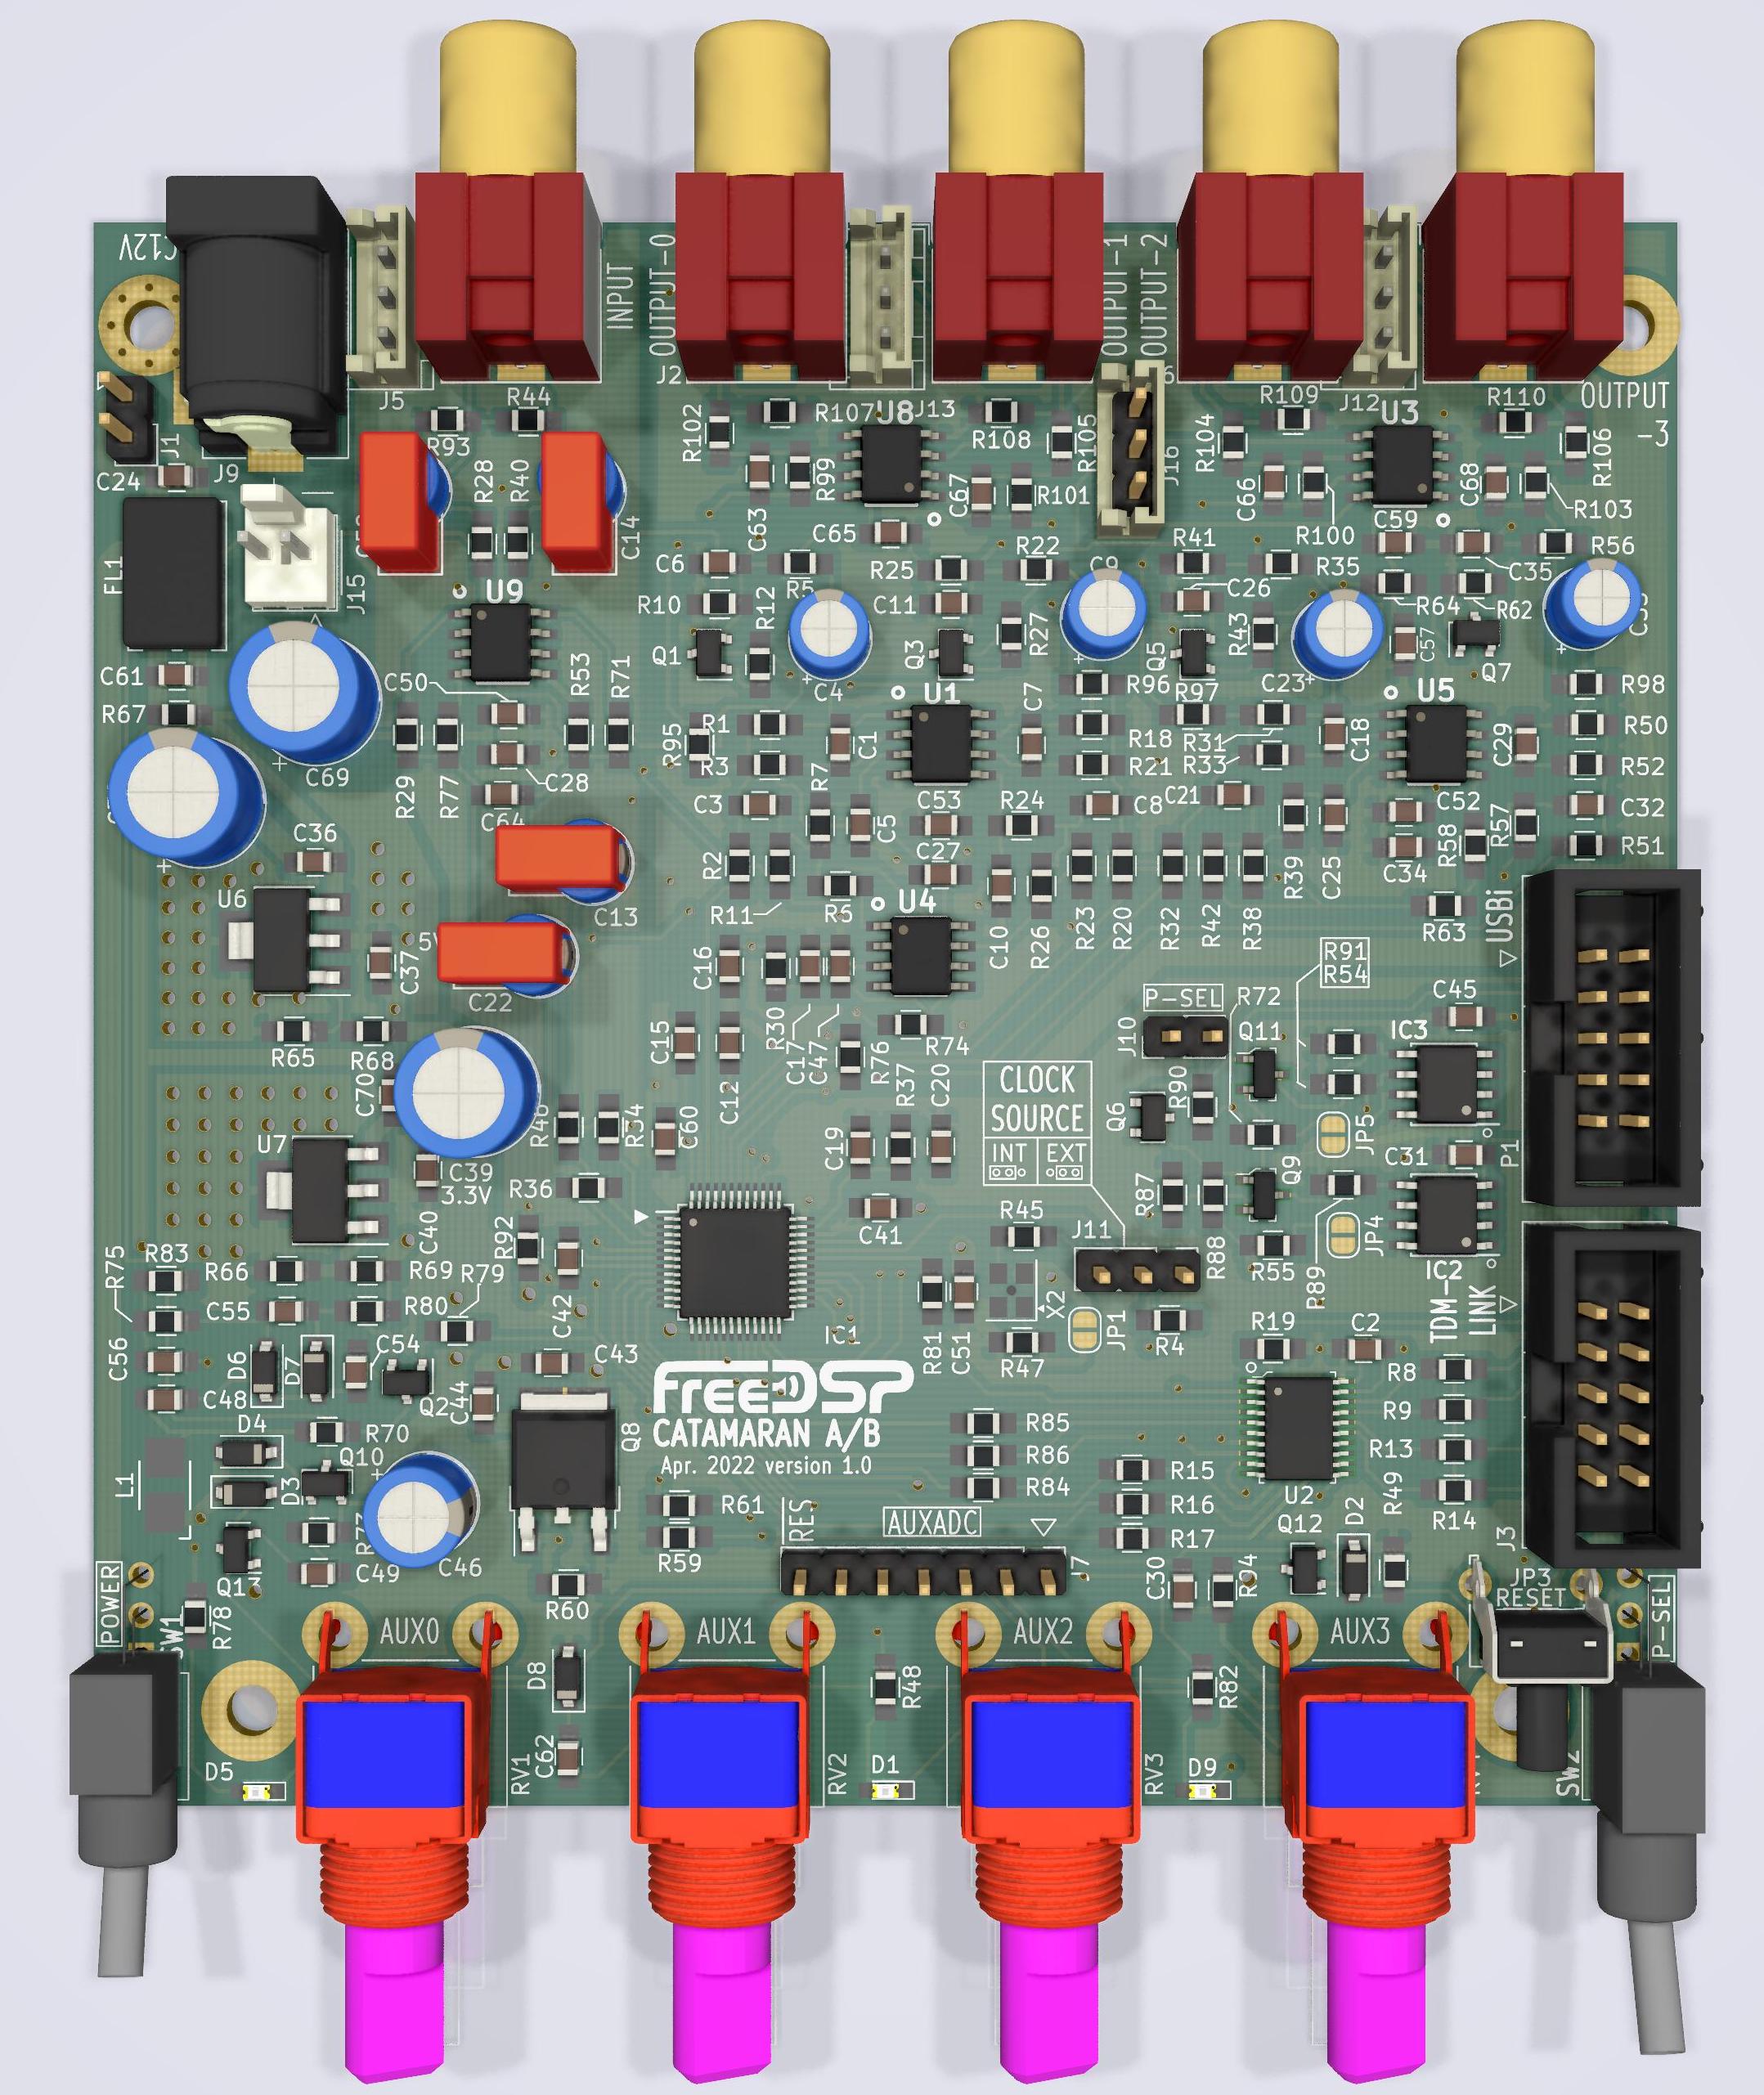 INPUT
OUTPUT-0
OUTPUT-1
OUTPUT-2
J5
R44
J2
R109
J12
R110
OUTPUT
-3
J1
R93
R102
R107
U8
J13
R108
R105
R104
U3
R106
C24
J9
R28
R40
R99
C67
R101
J16
C66
C68
R103
R100
C63
C65
C14
C59
FL1
J15
C6
R5
R25
R22
C9
R41
R35
R56
C35
C26
U9
R10
R12
C11
R27
R43
R64
R62
C57
C61
Q1
Q3
Q5
Q7
C4
C23
R67
C50
R53
R71
U1
C7
R96
R97
U5
R98
R95
R1
R3
C1
R18
R31
R21
R33
C18
C29
R50
R52
C69
R29
R77
C28
C64
C3
R7
C5
C53
R24
C8
C21
C52
C32
R58
R57
C36
C27
R51
R2
R39
C25
C34
U6
C13
R11
R6
U4
C10
R26
R23
R20
R32
R42
R38
R63
USBi
C37
C22
C16
R91
R54
P-SEL
R72
C45
R65
R68
C15
R30
C17
C47
R76
R74
J10
Q11
IC3
C70
C12
R37
C20
CLOCK
SOURCE
INT
EXT
R90
Q6
JP5
U7
R34
C60
C19
C31
P1
C39
3.3V
R36
R87
Q9
C40
R92
C41
R45
J11
R88
R55
R89
JP4
IC2
R75
R83
R66
R69
R79
TDM-
LINK
C55
R80
C42
IC1
R81
C51
X2
R47
JP1
R4
R19
C2
C56
D6
D7
C54
C43
FreeDSP
CATAMARAN A/B
Apr. 2022 version 1.0
R8
C48
Q2
C44
R9
D4
R70
Q8
R85
R86
R84
R13
L1
Q10
D3
R15
R16
R17
U2
R49
R14
R61
RES
AUXADC
Q12
D2
J3
R59
C49
C46
J7
C30
JP3
RESET
POWER
R78
R60
P-SEL
AUX0
AUX1
AUX2
AUX3
D8
R48
R82
D5
RV1
C62
RV2
D1
RV3
D9
SW2